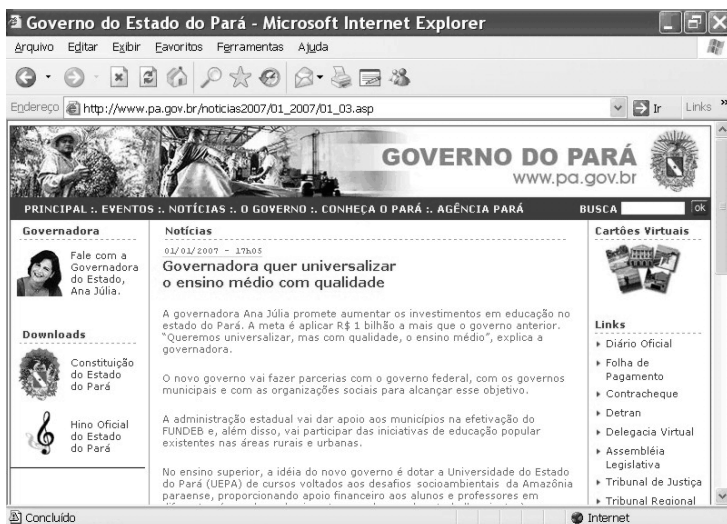 Governo do Estado do Pará - Microsoft Internet Explorer
Arquivo Editar Exibir Favoritos Ferramentas Ajuda
Endereço http://www.pa.gov.br/noticias2007/01_2007/01_03.asp Ir Links »
GOVERNO DO PARÁ
www.pa.gov.br
PRINCIPAL :. EVENTOS :. NOTÍCIAS :. O GOVERNO :. CONHEÇA O PARÁ :. AGÊNCIA PARÁ BUSCA ok
Governadora
Fale com a
Governadora
do Estado,
Ana Júlia.
Downloads
Constituição
do Estado
do Pará
Hino Oficial
do Estado
do Pará
Notícias
01/01/2007 - 17h05
Governadora quer universalizar
o ensino médio com qualidade
A governadora Ana Júlia promete aumentar os investimentos em educação no
estado do Pará. A meta é aplicar R$ 1 bilhão a mais que o governo anterior.
“Queremos universalizar, mas com qualidade, o ensino médio”, explica a
governadora.
O novo governo vai fazer parcerias com o governo federal, com os governos
municipais e com as organizações sociais para alcançar esse objetivo.
A administração estadual vai dar apoio aos municípios na efetivação do
FUNDEB e, além disso, vai participar das iniciativas de educação popular
existentes nas áreas rurais e urbanas.
No ensino superior, a idéia do novo governo é dotar a Universidade do Estado
do Pará (UEPA) de cursos voltados aos desafios socioambientais da Amazônia
paraense, proporcionando apoio financeiro aos alunos e professores em
Cartões Virtuais
Links
Diário Oficial
Folha de
Pagamento
Contracheque
Detran
Delegacia Virtual
Assembléia
Legislativa
Tribunal de Justiça
Tribunal Regional
Concluído Internet